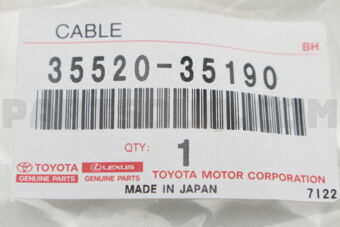 CABLE
BH
35520-35190
QTY: 1
TOYOTA LEXUS
GENUINE PARTS GENUINE PARTS
TOYOTA MOTOR CORPORATION
MADE IN JAPAN
7122